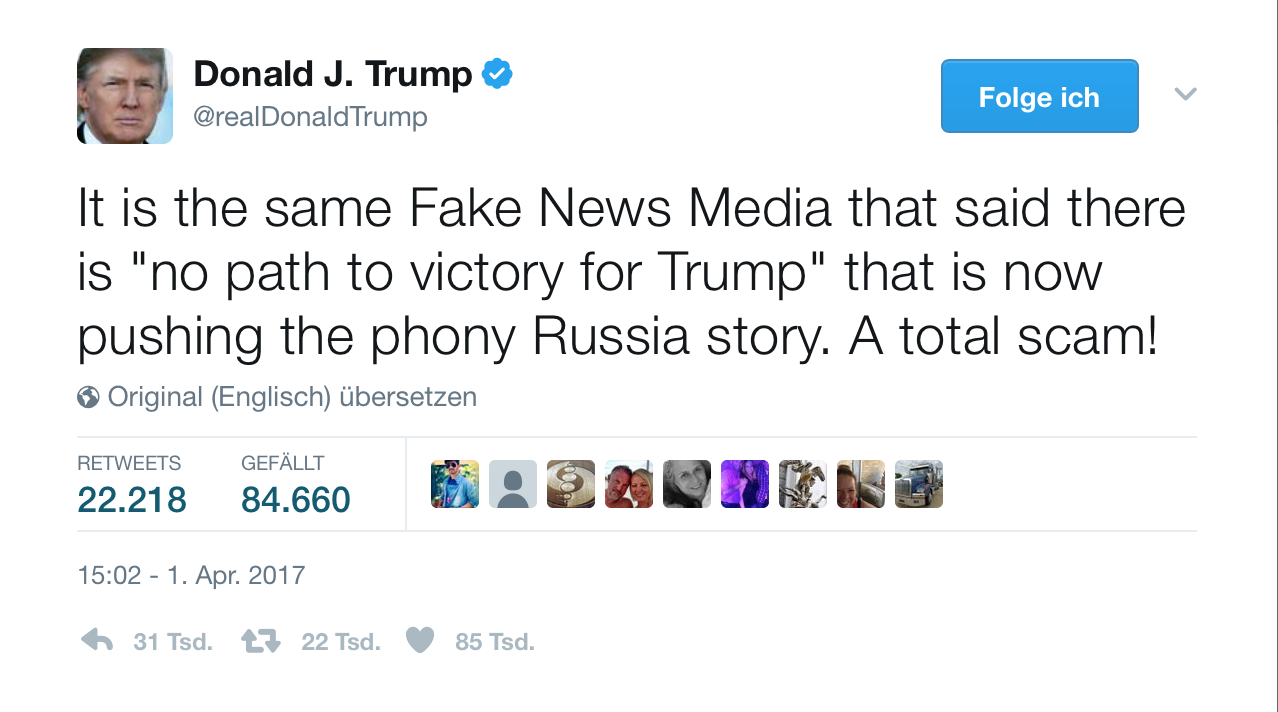 Donald J. Trump
@realDonaldTrump
Folge ich
It is the same Fake News Media that said there
is "no path to victory for Trump" that is now
pushing the phony Russia story. A total scam!
Original (Englisch) übersetzen
RETWEETS GEFÄLLT
22.218 84.660
15:02 - 1. Apr. 2017
31 Tsd. 22 Tsd. 85 Tsd.